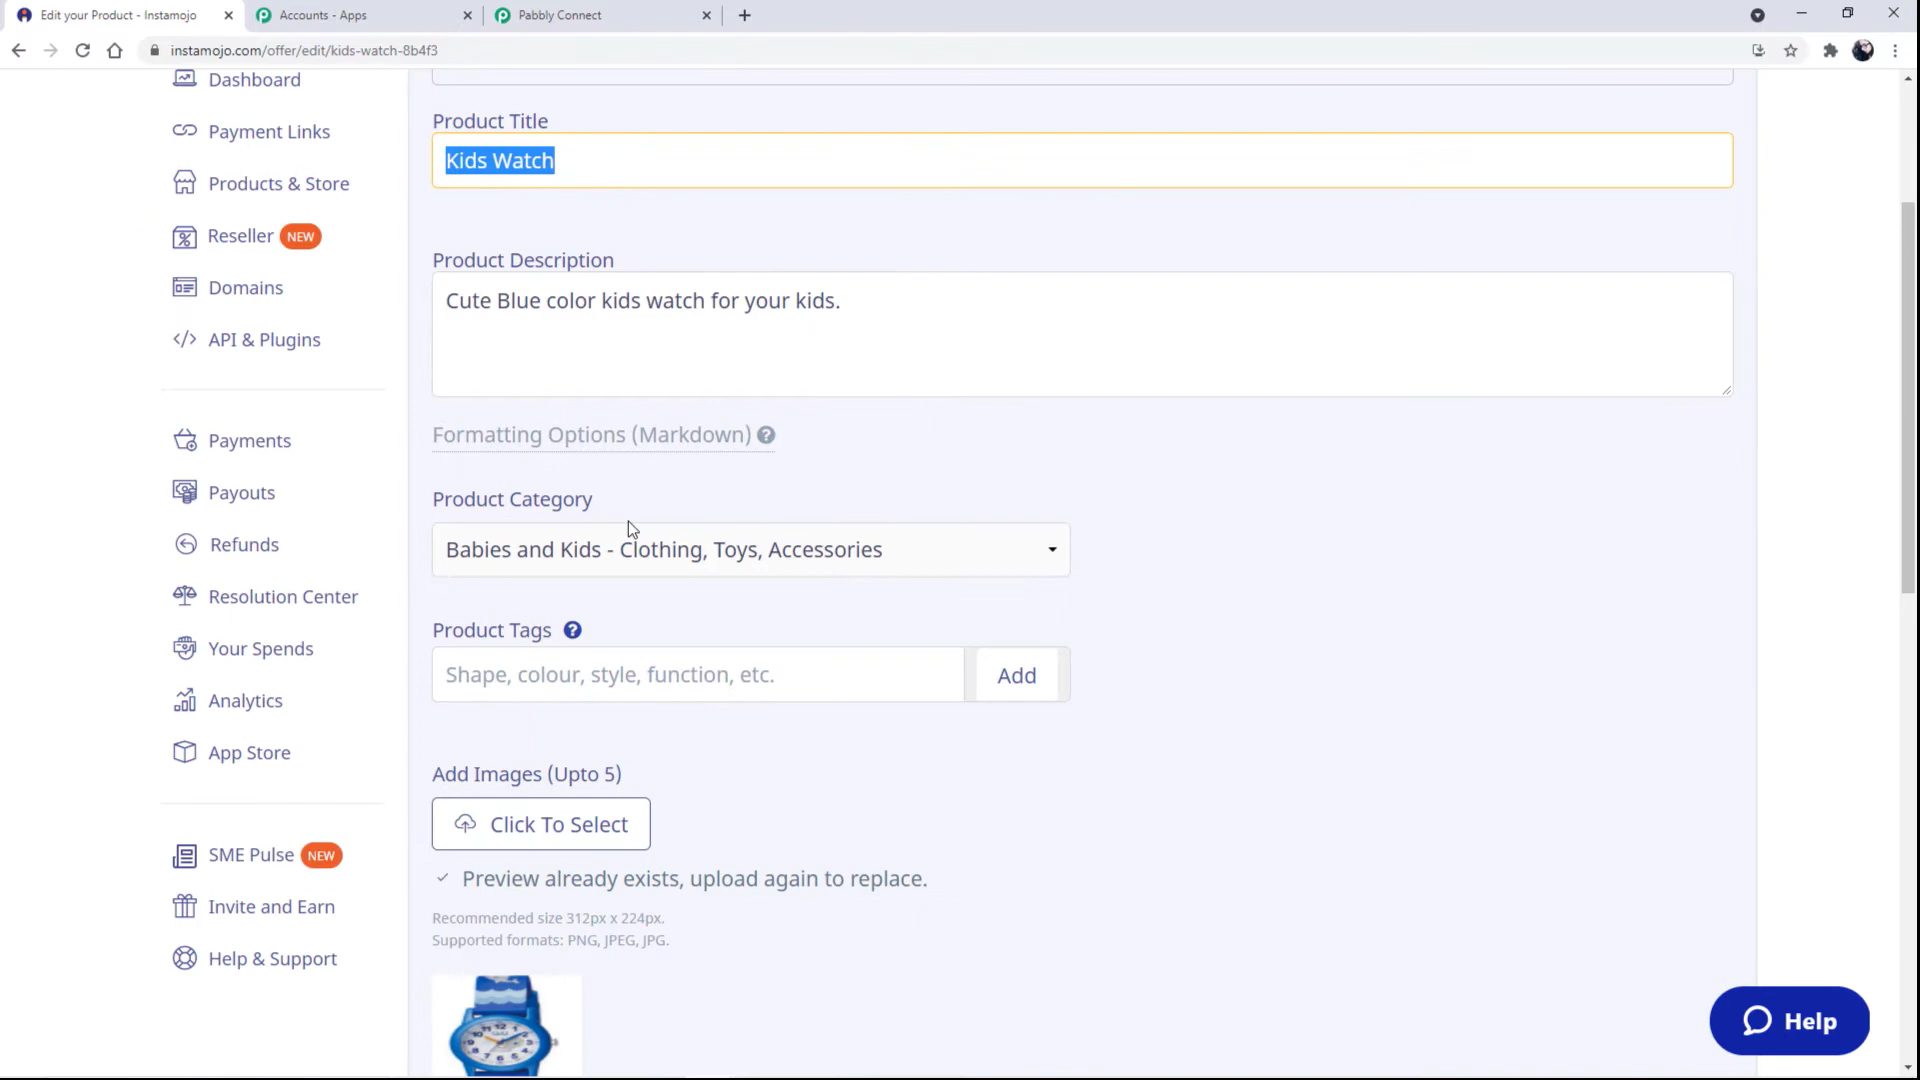 Edit your Product - Instamojo
Accounts - Apps
Pabbly Connect
instamojo.com/offer/edit/kids-watch-8b4f3
Dashboard
Payment Links
Products & Store
Reseller NEW
Domains
API & Plugins
Payments
Payouts
Refunds
Resolution Center
Your Spends
Analytics
App Store
SME Pulse NEW
Invite and Earn
Help & Support
Product Title
Kids Watch
Product Description
Cute Blue color kids watch for your kids.
Formatting Options (Markdown)
Product Category
Babies and Kids - Clothing, Toys, Accessories
Product Tags
Shape, colour, style, function, etc.
Add
Add Images (Upto 5)
Click To Select
Preview already exists, upload again to replace.
Recommended size 312px x 224px.
Supported formats: PNG, JPEG, JPG.
Help